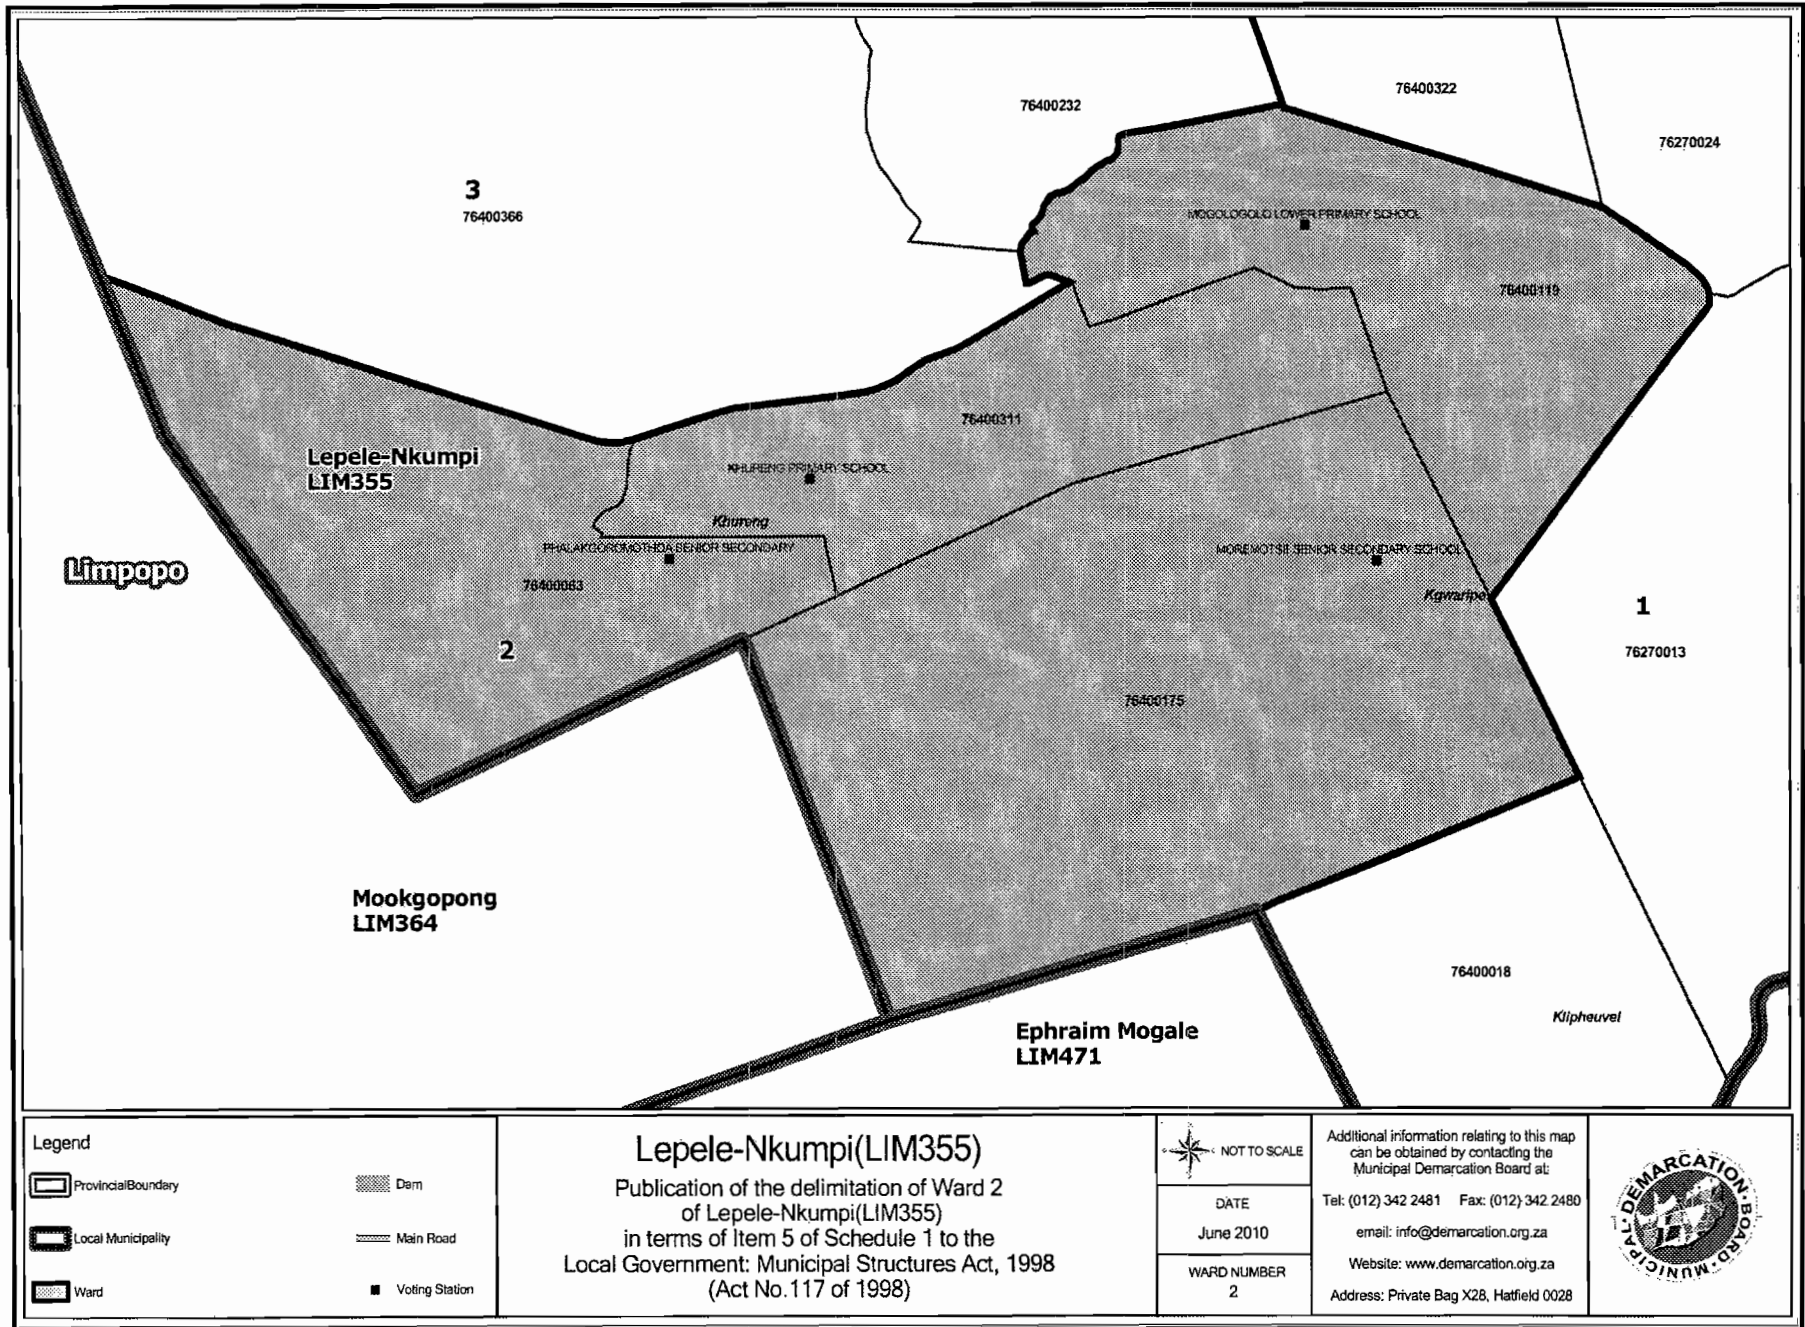 76400232
76400322
76270024
3
76400366
MOGOLOGOLO LOWER PRIMARY SCHOOL
76400119
76400311
Lepele-Nkumpi
LIM355
KHURENG PRIMARY SCHOOL
Khureng
PHALAKGOROMOTHOA SENIOR SECONDARY
MOREMOTSE SENIOR SECONDARY SCHOOL
Limpopo
76400063
Kgwaripe
1
2
76270013
76400175
Mookgopong
LIM364
76400018
Klipheuvel
Ephraim Mogale
LIM471
Legend
ProvincialBoundary
Dam
Local Municipality
Main Road
Ward
Voting Station
Lepele-Nkumpi(LIM355)
Publication of the delimitation of Ward 2
of Lepele-Nkumpi(LIM355)
in terms of Item 5 of Schedule 1 to the
Local Government: Municipal Structures Act, 1998
(Act No.117 of 1998)
NOT TO SCALE
DATE
June 2010
WARD NUMBER
2
Additional information relating to this map
can be obtained by contacting the
Municipal Demarcation Board at:
Tel: (012) 342 2481 Fax: (012) 342 2480
email: info@demarcation.org.za
Website: www.demarcation.org.za
Address: Private Bag X28, Hatfield 0028
MUNICIPAL DEMARCATION BOARD